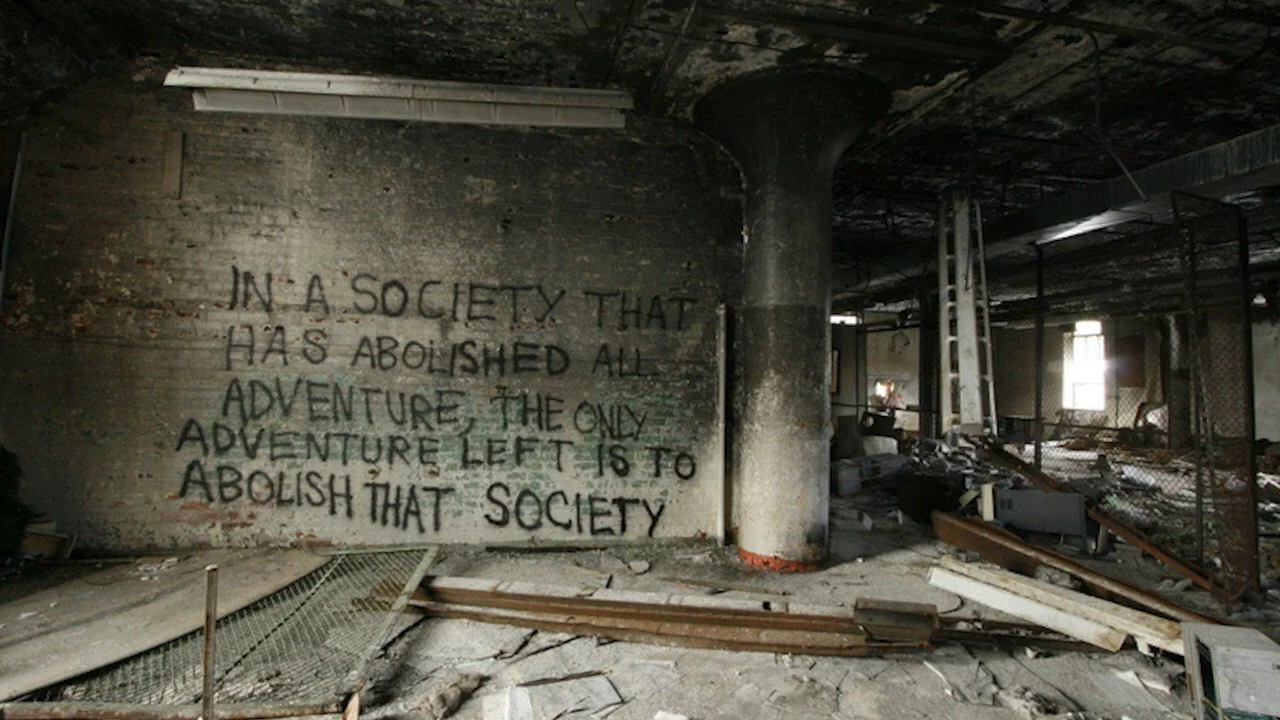 IN A SOCIETY THAT
HAS ABOLISHED ALL
ADVENTURE, THE ONLY
ADVENTURE LEFT IS TO
ABOLISH THAT SOCIETY